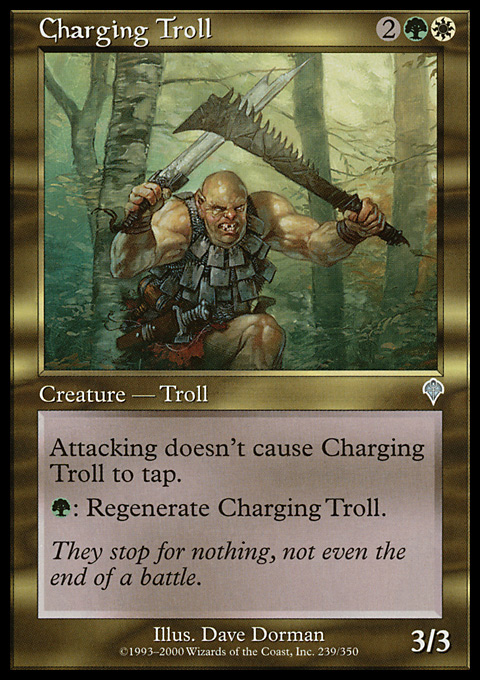 Charging Troll 2
Creature — Troll
Attacking doesn't cause Charging
Troll to tap.
: Regenerate Charging Troll.
They stop for nothing, not even the
end of a battle.
Illus. Dave Dorman
3/3
©1993–2000 Wizards of the Coast, Inc. 239/350